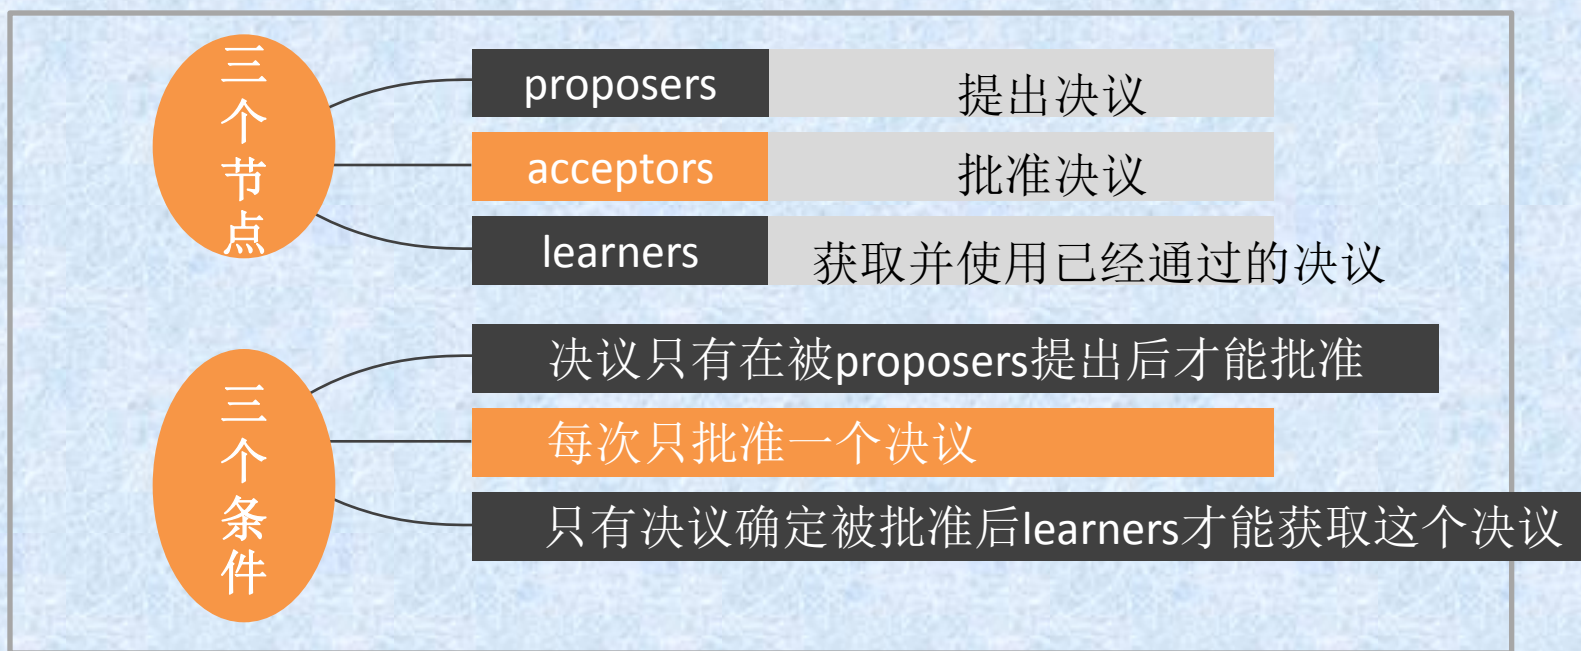 三个节点
proposers 提出决议
acceptors 批准决议
learners 获取并使用已经通过的决议
三个条件
决议只有在被proposers提出后才能批准
每次只批准一个决议
只有决议确定被批准后learners才能获取这个决议